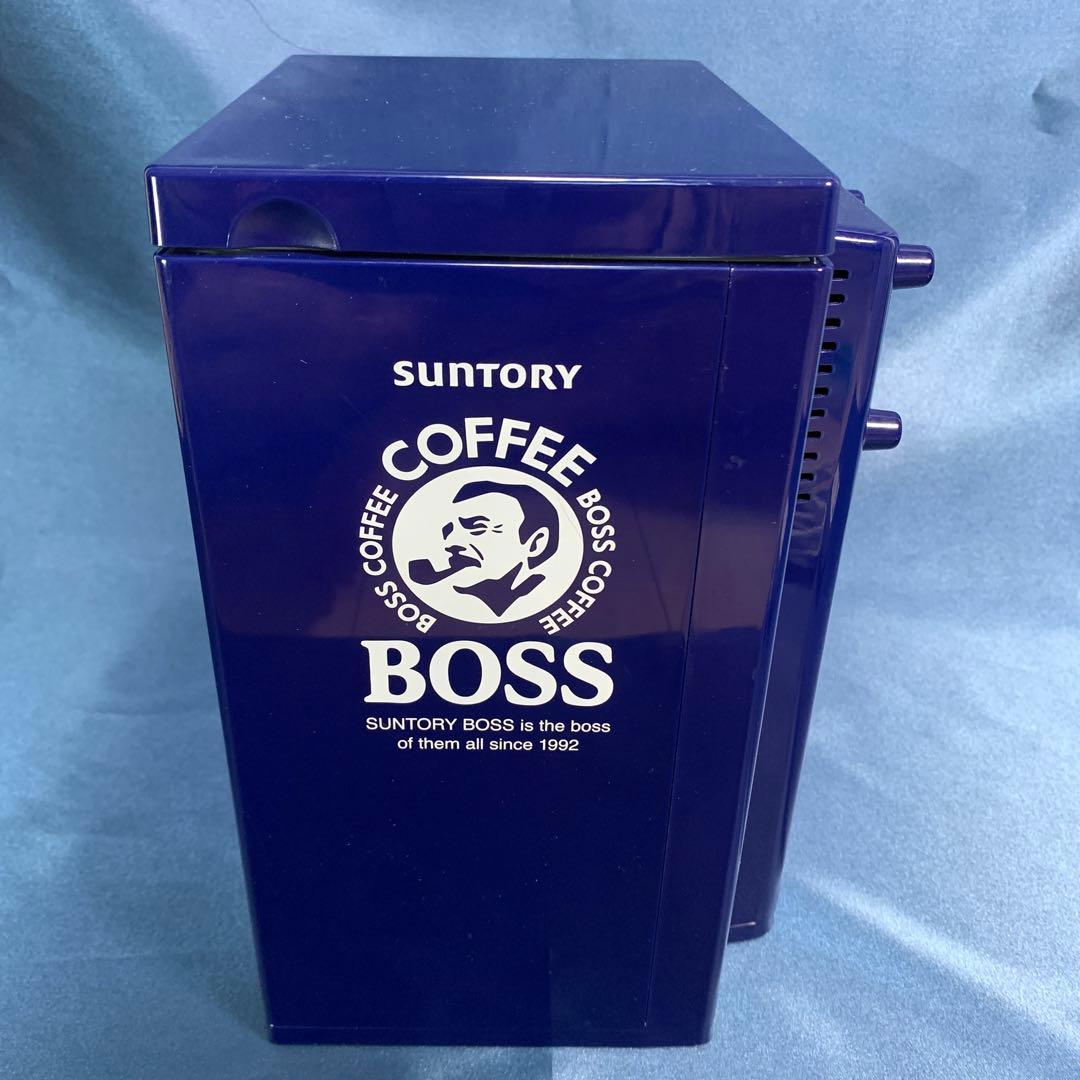 SUNTORY
COFFEE
BOSS COFFEE
BOSS COFFEE
BOSS
SUNTORY BOSS is the boss
of them all since 1992